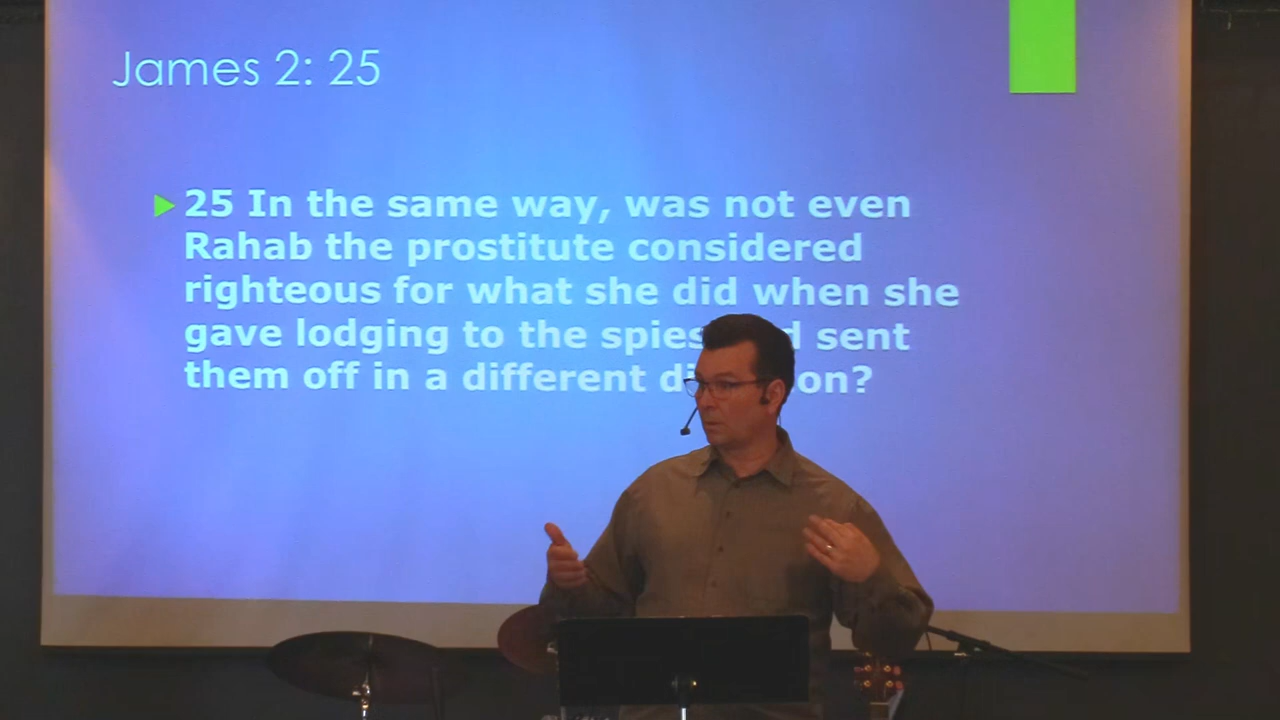 James 2: 25
25 In the same way, was not even
Rahab the prostitute considered
righteous for what she did when she
gave lodging to the spies sent
them off in a different